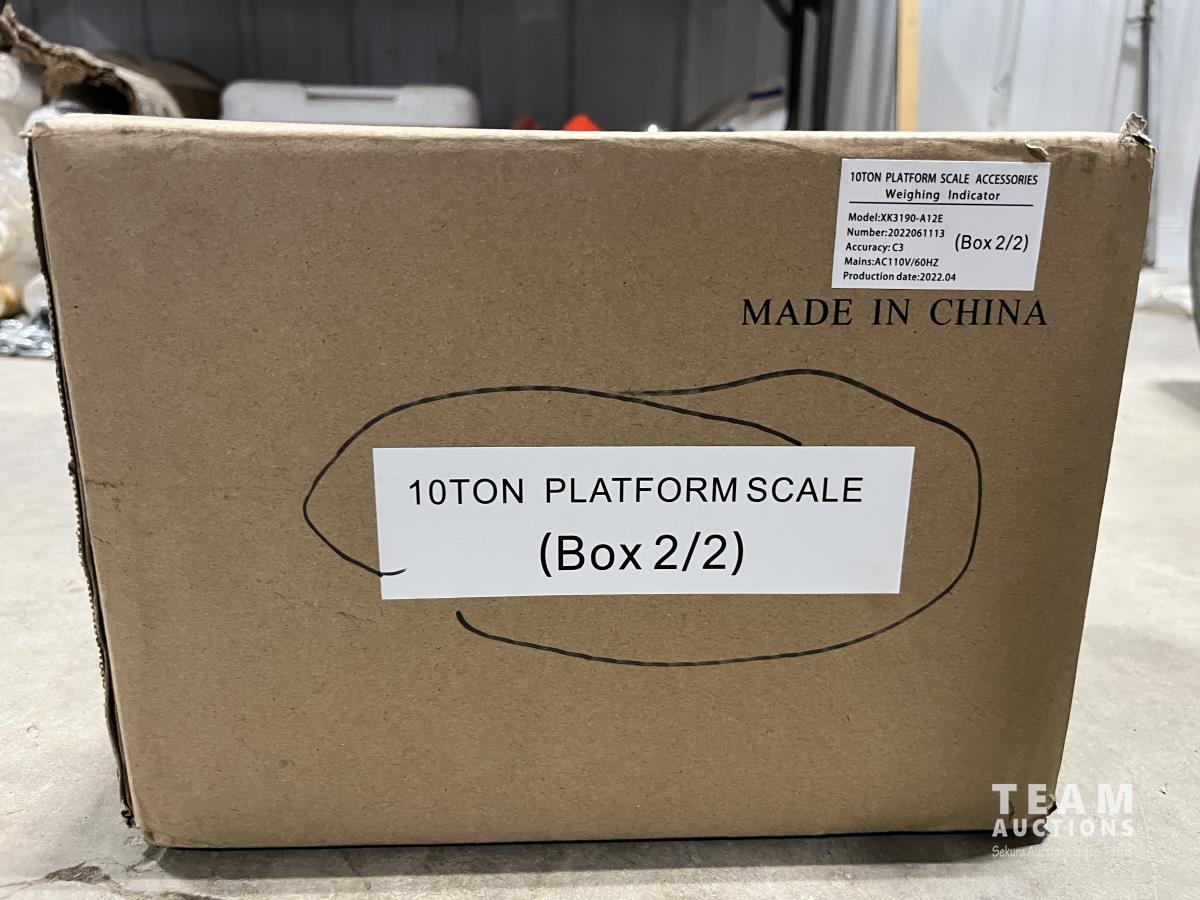 10TON PLATFORM SCALE ACCESSORIES
Weighing Indicator
Model:XK3190-A12E
Number:2022061113
(Box 2/2)
Accuracy: C3
Mains:AC110V/60HZ
Production date:2022.04
MADE IN CHINA
10TON PLATFORM SCALE
(Box 2/2)
TEAM
AUCTIONS
Sekura